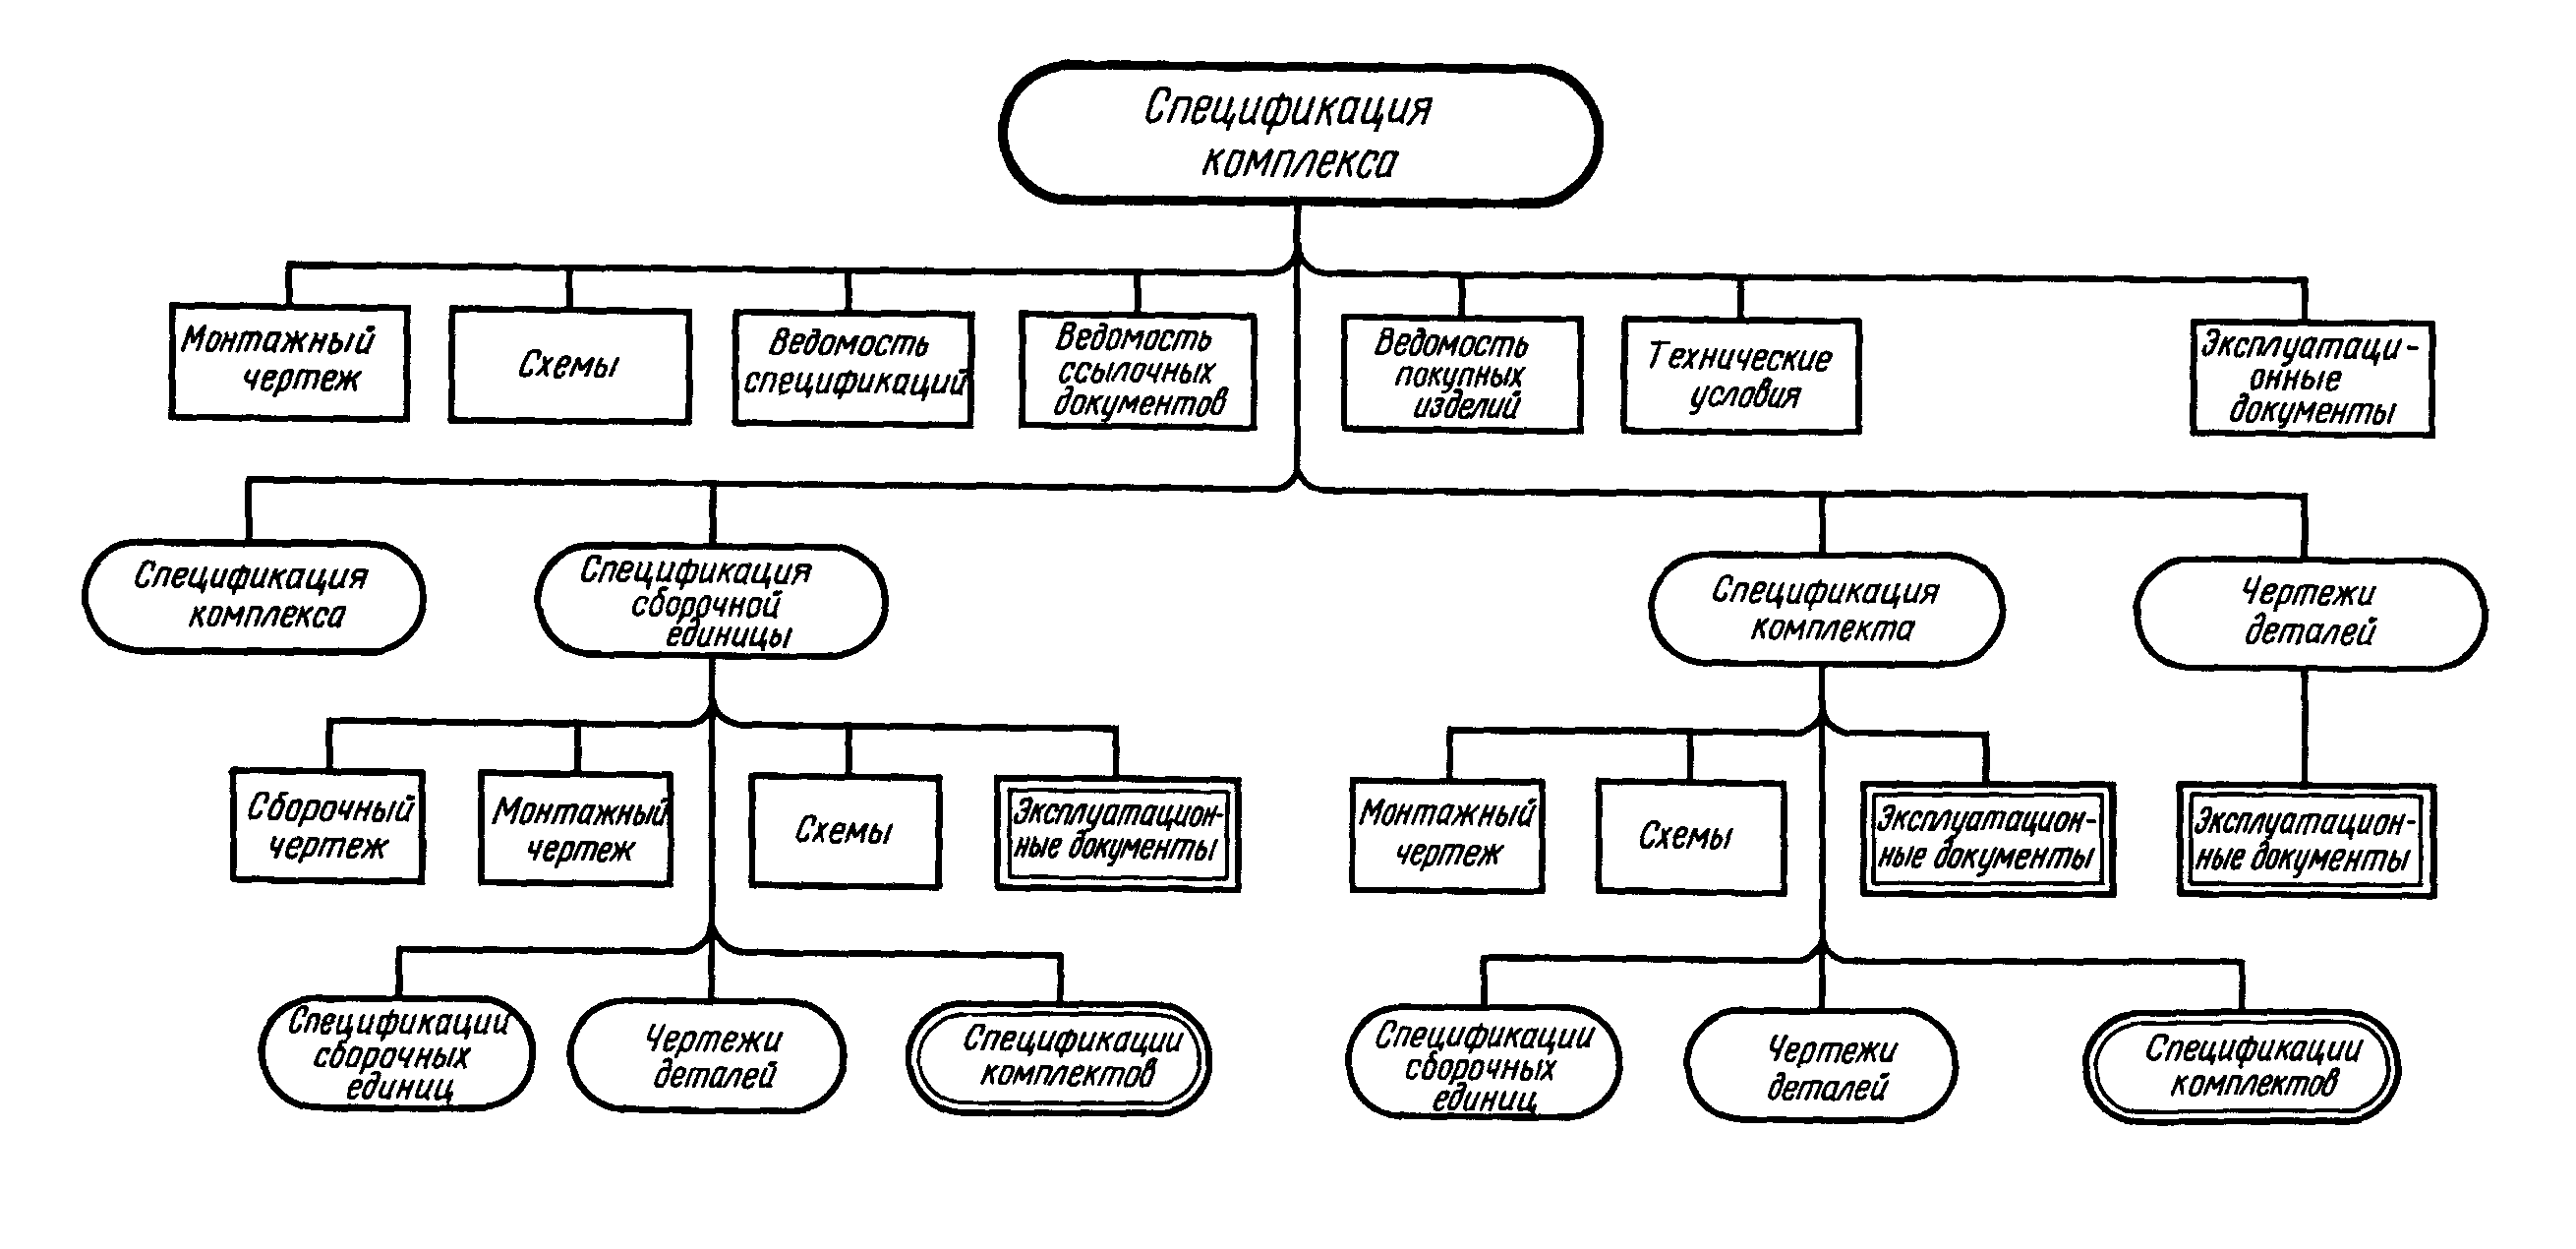 Спецификация
комплекса
Монтажный
чертеж
Схемы
Ведомость
спецификаций
Ведомость
ссылочных
документов
Ведомость
покупных
изделий
Технические
условия
Эксплуатаци-
онные
документы
Спецификация
комплекса
Спецификация
сборочной
единицы
Спецификация
комплекта
Чертежи
деталей
Сборочный
чертеж
Монтажный
чертеж
Схемы
Эксплуатацион-
ные документы
Монтажный
чертеж
Схемы
Эксплуатацион-
ные документы
Эксплуатацион-
ные документы
Спецификации
сборочных
единиц
Чертежи
деталей
Спецификации
комплектов
Спецификации
сборочных
единиц
Чертежи
деталей
Спецификации
комплектов